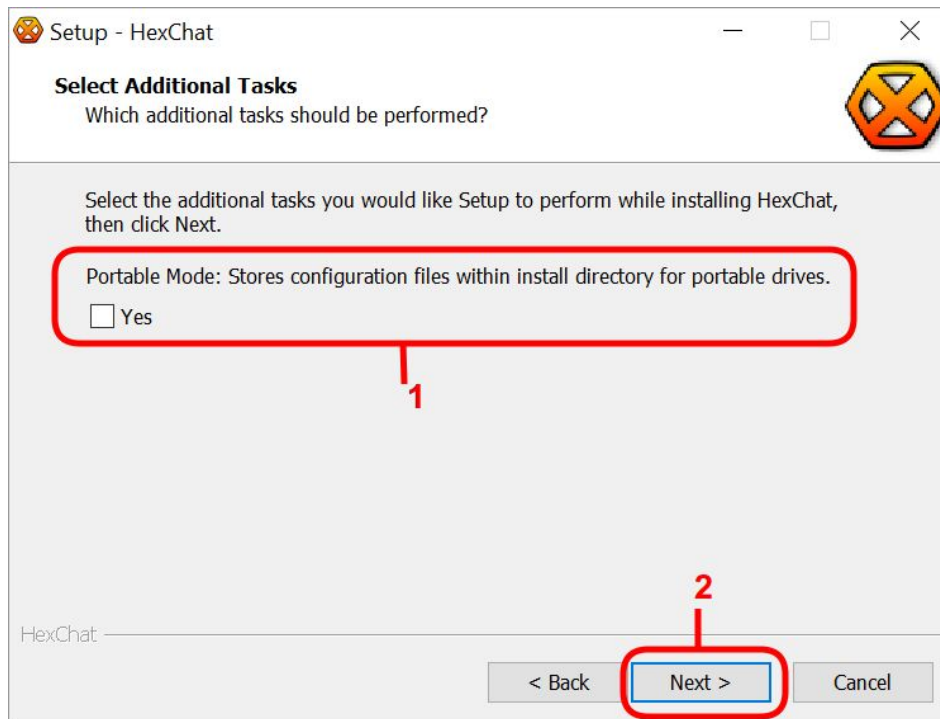 Setup - HexChat
Select Additional Tasks
Which additional tasks should be performed?
Select the additional tasks you would like Setup to perform while installing HexChat,
then click Next.
Portable Mode: Stores configuration files within install directory for portable drives.
Yes
1
2
HexChat
< Back
Next >
Cancel